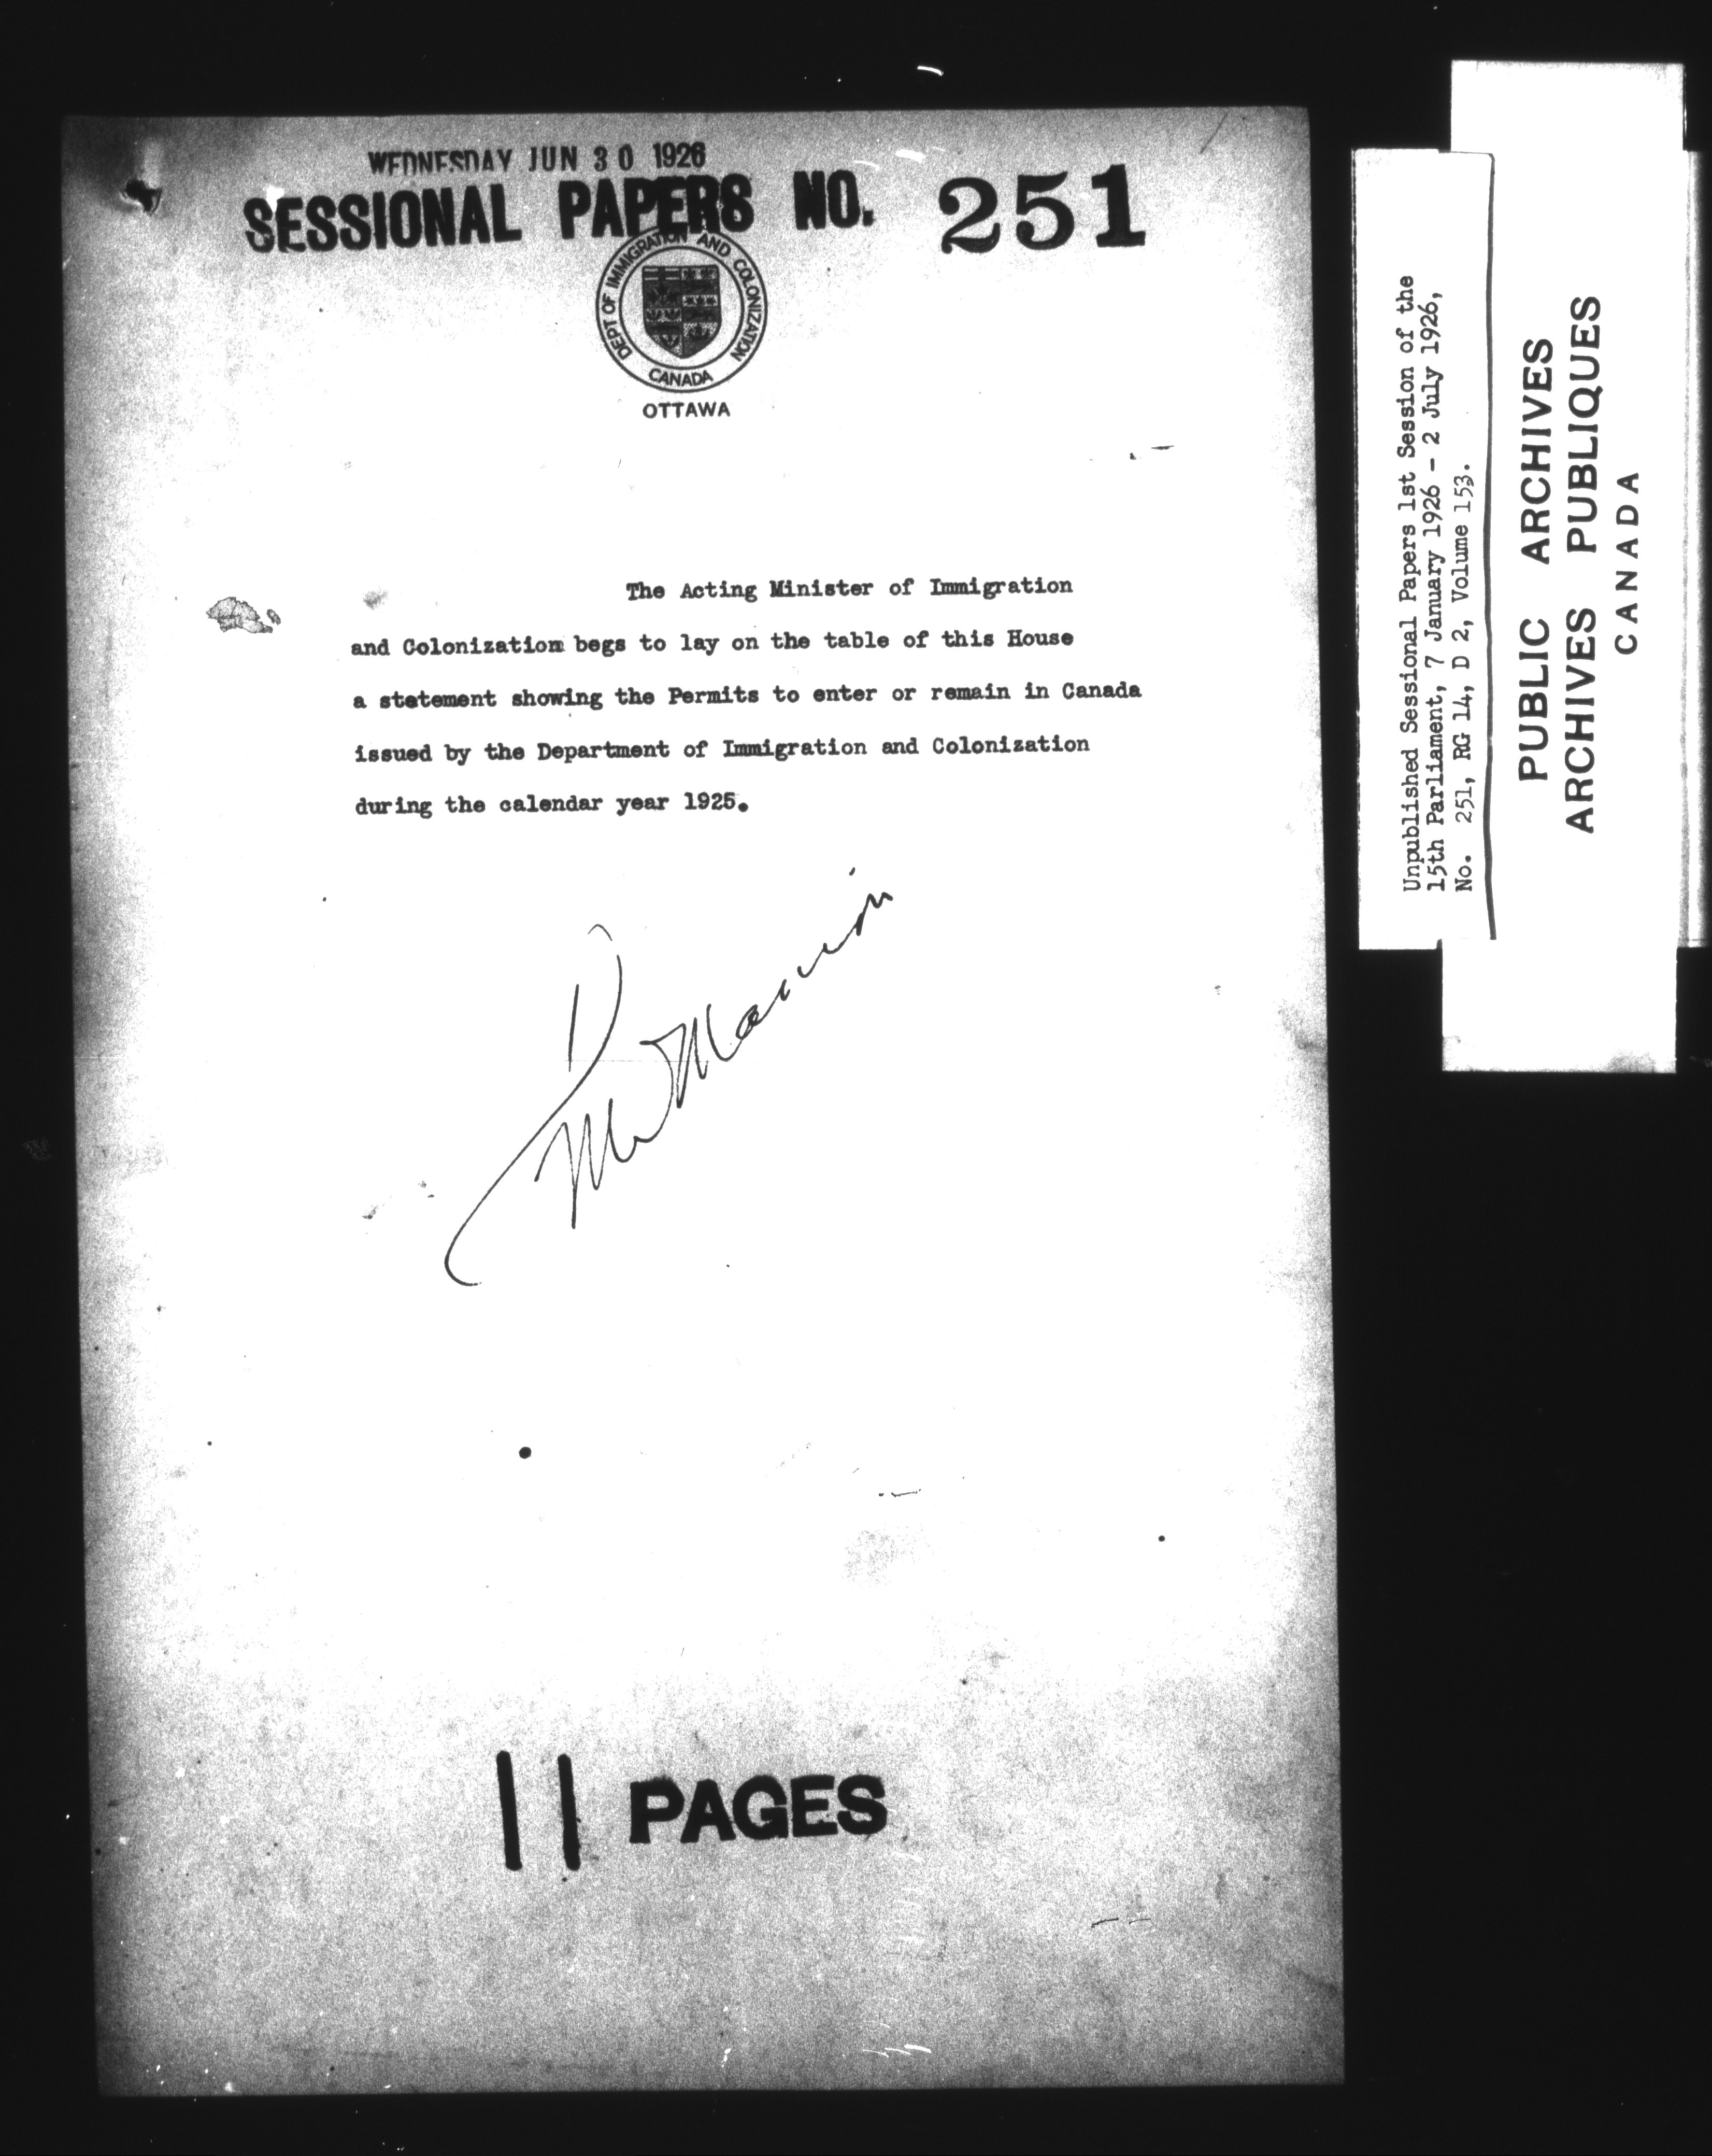 WEDNESDAY JUN 30 1926
SESSIONAL PAPERS NO. 251
DEPT OF IMMIGRATION AND COLONIZATION
CANADA
OTTAWA
The Acting Minister of Immigration
and Colonization begs to lay on the table of this House
a statement showing the Permits to enter or remain in Canada
issued by the Department of Immigration and Colonization
during the calendar year 1925.
11 PAGES
Unpublished Sessional Papers 1st Session of the
15th Parliament, 7 January 1926 - 2 July 1926,
No. 251, RG 14, D 2, Volume 153.
PUBLIC ARCHIVES
ARCHIVES PUBLIQUES
CANADA